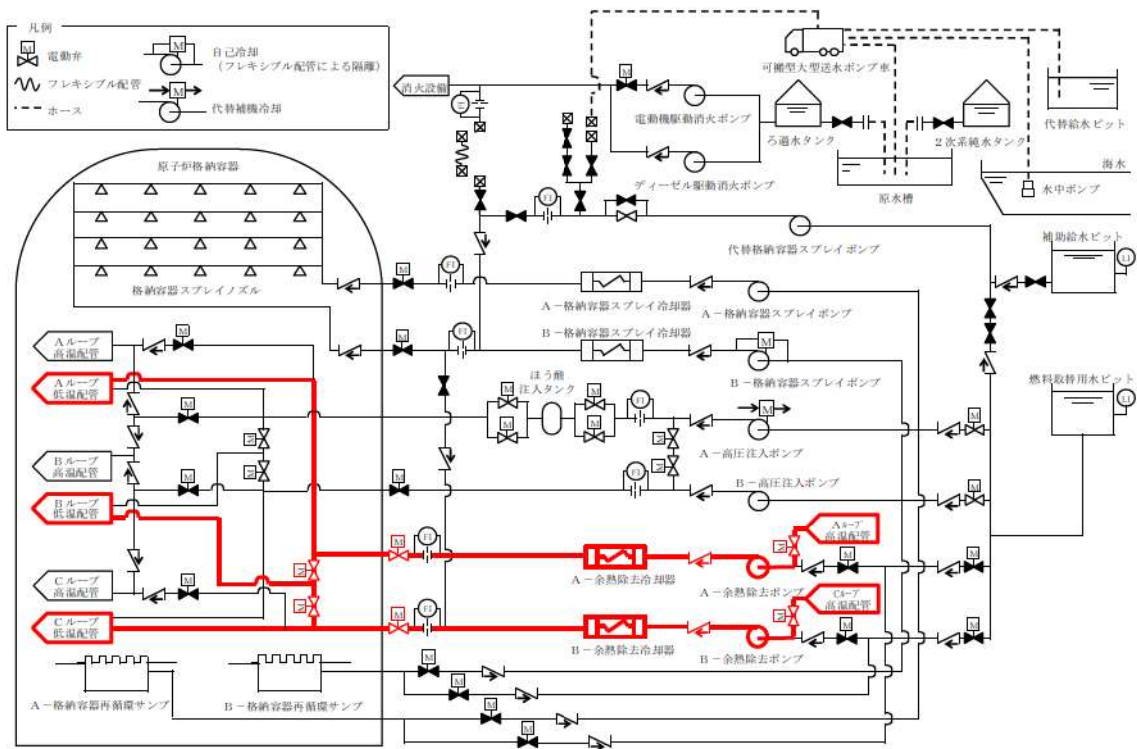 凡例
M
電動弁
フレキシブル配管
ホース
M
自己冷却
(フレキシブル配管による隔離)
M
代替補機冷却
消火設備
M
FI
電動機駆動消火ポンプ
ディーゼル駆動消火ポンプ
可搬型大型送水ポンプ車
ろ過水タンク
2次系純水タンク
原水槽
代替給水ピット
海水
水中ポンプ
補助給水ピット
LI
燃料取替用水ピット
LI
FI
代替格納容器スプレイポンプ
原子炉格納容器
格納容器スプレイノズル
M
FI
A-格納容器スプレイ冷却器
A-格納容器スプレイポンプ
M
FI
B-格納容器スプレイ冷却器
M
B-格納容器スプレイポンプ
ほう酸
注入タンク
M
M
M
M
FI
M
A-高圧注入ポンプ
M
M
M
FI
B-高圧注入ポンプ
M
Aループ
高温配管
M
Aループ
低温配管
M
M
M
Bループ
高温配管
M
M
Bループ
低温配管
Cループ
高温配管
M
Cループ
低温配管
M
M
M
FI
A-余熱除去冷却器
A-余熱除去ポンプ
Aループ
高温配管
M
M
M
M
FI
B-余熱除去冷却器
B-余熱除去ポンプ
Cループ
高温配管
M
M
M
A-格納容器再循環サンプ
B-格納容器再循環サンプ
M
M
M
M